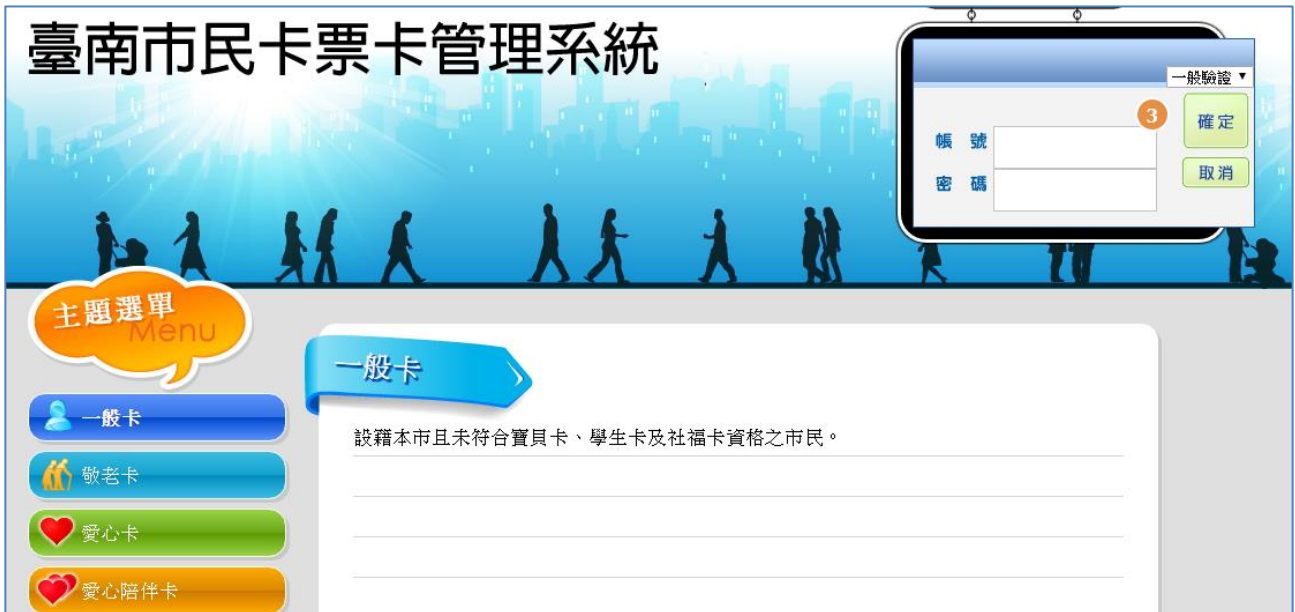 臺南市民卡票卡管理系統
一般驗證
3
確定
帳 號
取消
密 碼
主題選單
Menu
一般卡
一般卡
設籍本市且未符合寶貝卡、學生卡及社福卡資格之市民。
敬老卡
愛心卡
愛心陪伴卡